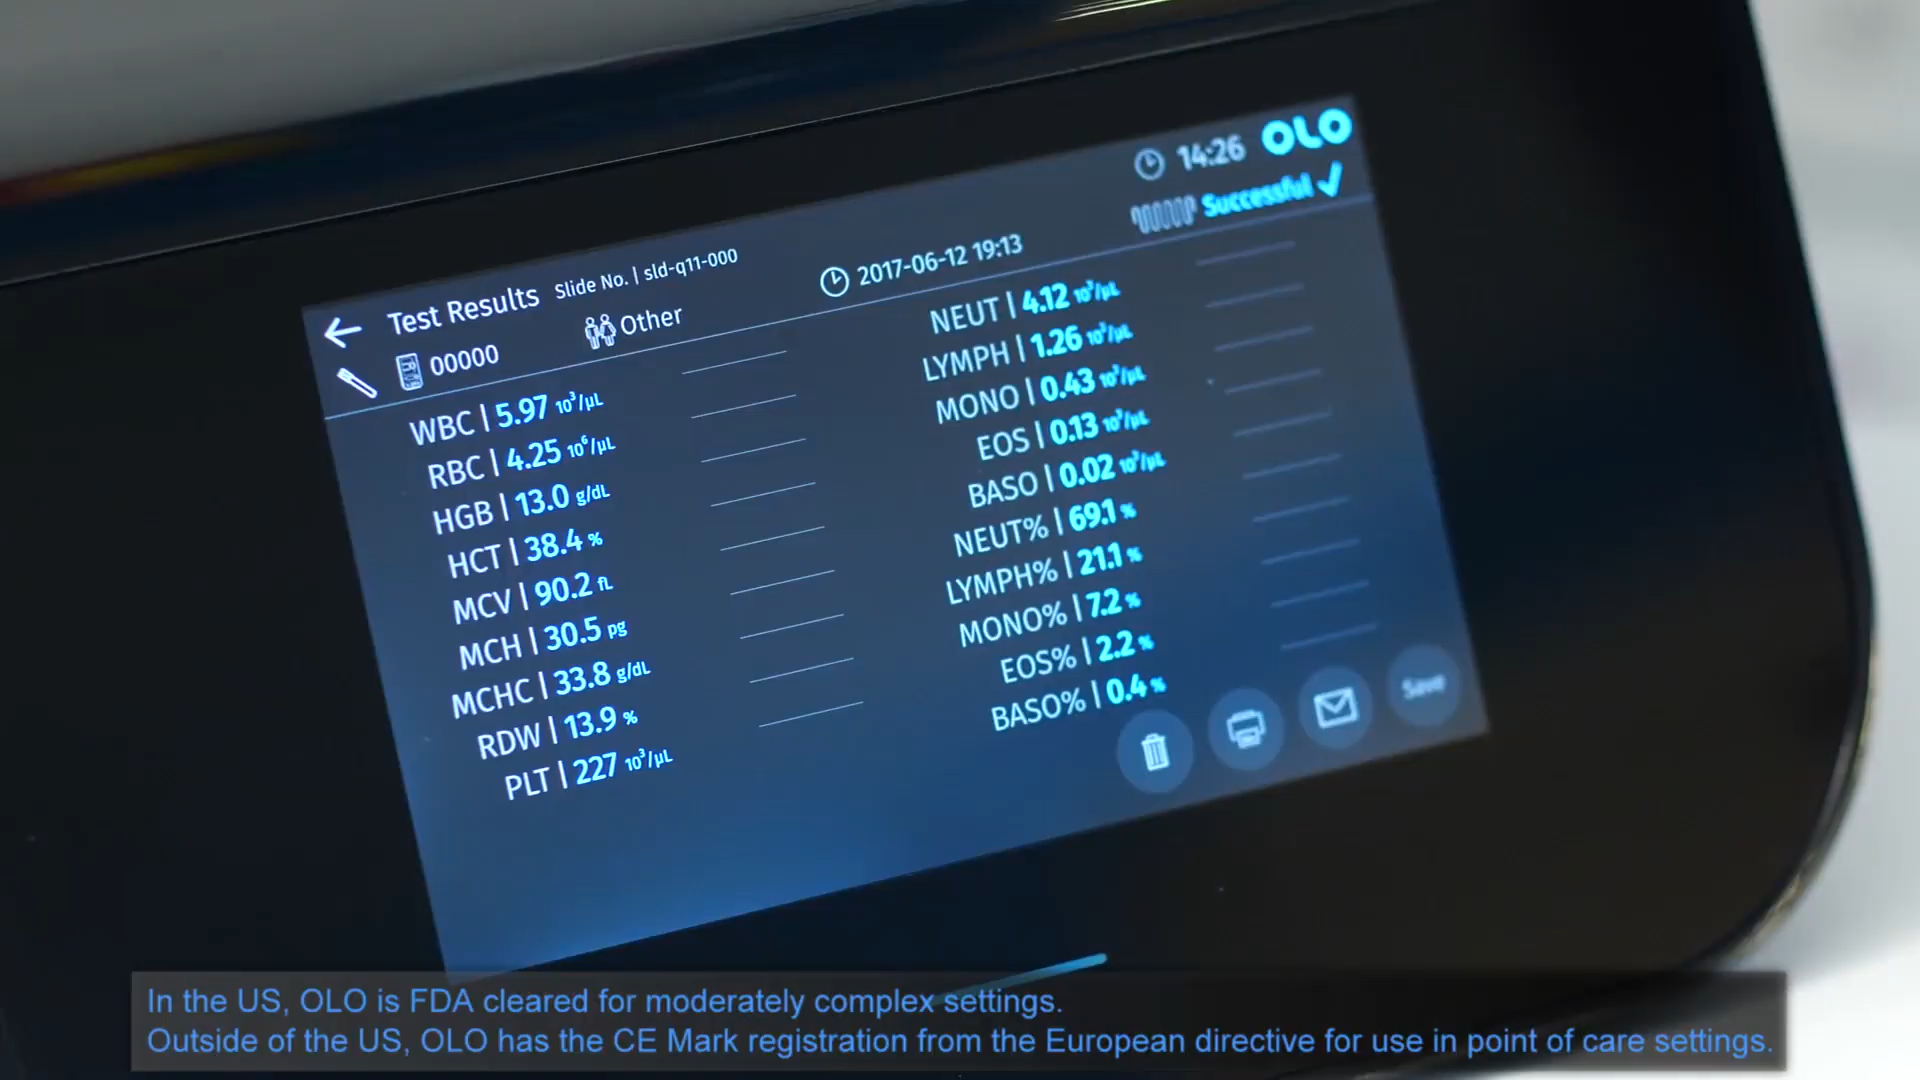 14:26 OLO
Successful
Test Results Slide No. | sld-q11-000
2017-06-12 19:13
00000 Other
WBC | 5.97 10³/µL
RBC | 4.25 10⁶/µL
HGB | 13.0 g/dL
HCT | 38.4 %
MCV | 90.2 fL
MCH | 30.5 pg
MCHC | 33.8 g/dL
RDW | 13.9 %
PLT | 227 10³/µL
NEUT | 4.12 10³/µL
LYMPH | 1.26 10³/µL
MONO | 0.43 10³/µL
EOS | 0.13 10³/µL
BASO | 0.02 10³/µL
NEUT% | 69.1 %
LYMPH% | 21.1 %
MONO% | 7.2 %
EOS% | 2.2 %
BASO% | 0.4 %
Save
In the US, OLO is FDA cleared for moderately complex settings.
Outside of the US, OLO has the CE Mark registration from the European directive for use in point of care settings.